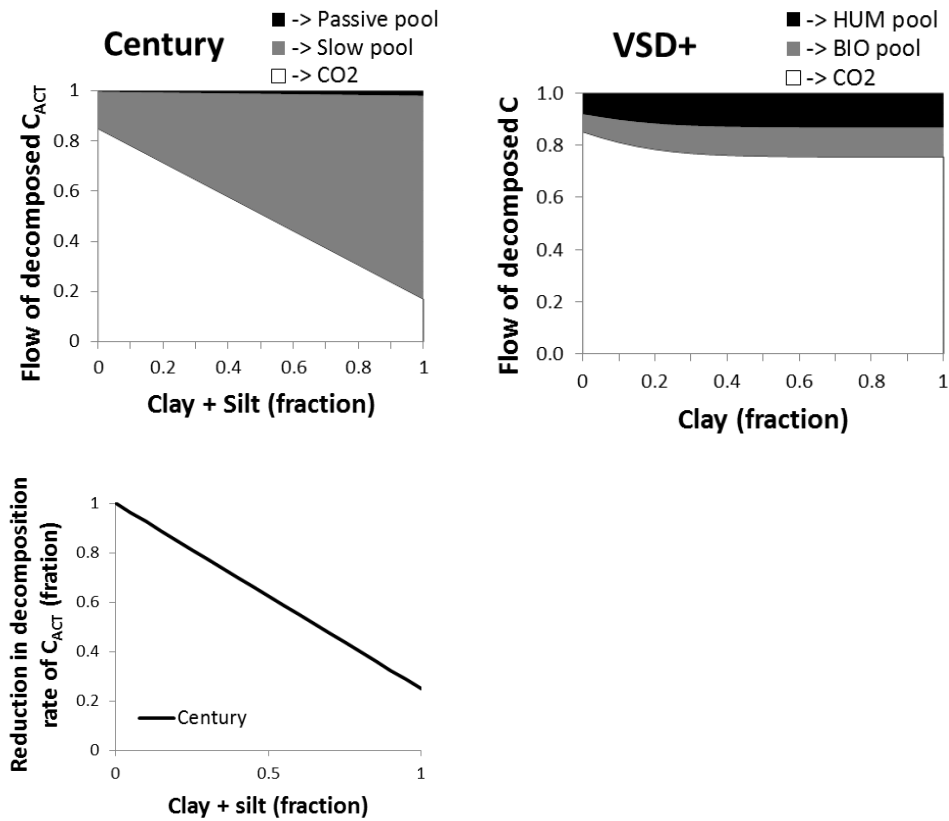 Century
-> Passive pool
-> Slow pool
-> CO2
Flow of decomposed CACT
1
0.8
0.6
0.4
0.2
0
0 0.2 0.4 0.6 0.8 1
Clay + Silt (fraction)
VSD+
-> HUM pool
-> BIO pool
-> CO2
Flow of decomposed C
1.0
0.8
0.6
0.4
0.2
0.0
0 0.2 0.4 0.6 0.8 1
Clay (fraction)
Reduction in decomposition
rate of CACT (fration)
1
0.8
0.6
0.4
0.2
0
Century
0 0.5 1
Clay + silt (fraction)